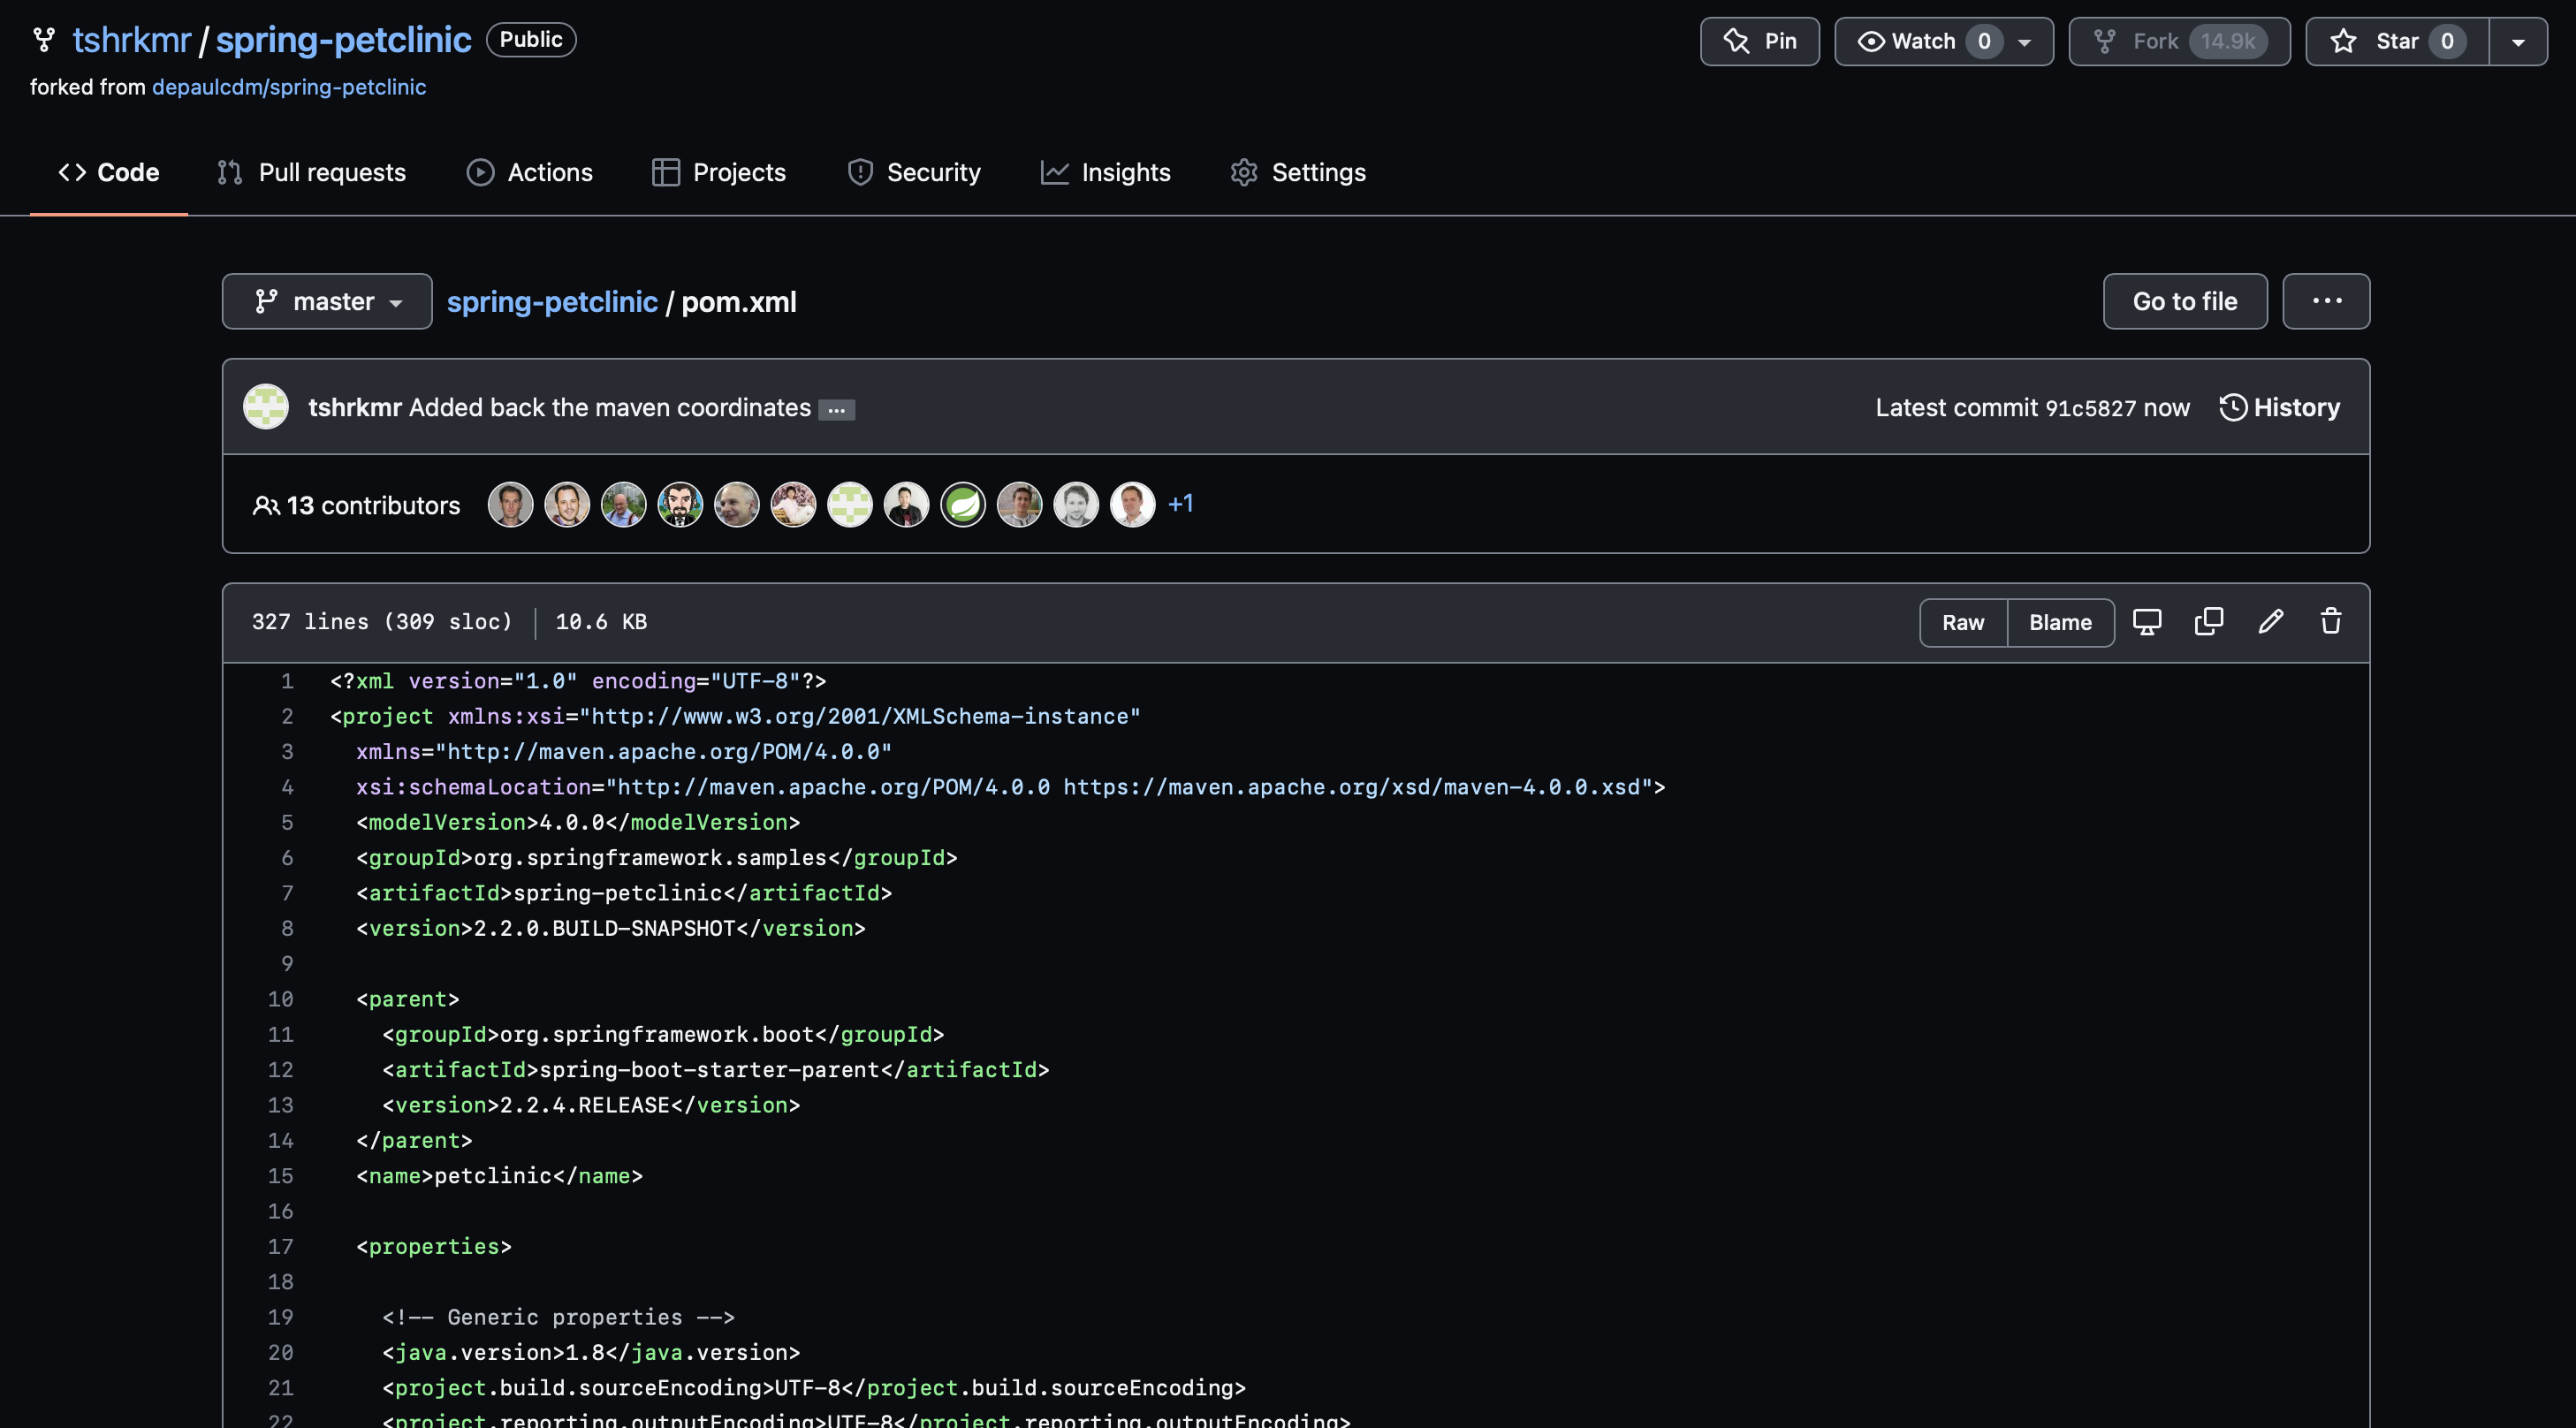 tshrkmr / spring-petclinic Public
Pin Watch 0 Fork 14.9k Star 0
forked from depaulcdm/spring-petclinic
Code Pull requests Actions Projects Security Insights Settings
master spring-petclinic / pom.xml Go to file ...
tshrkmr Added back the maven coordinates ... Latest commit 91c5827 now History
13 contributors +1
327 lines (309 sloc) 10.6 KB Raw Blame
1 <?xml version="1.0" encoding="UTF-8"?>
2 <project xmlns:xsi="http://www.w3.org/2001/XMLSchema-instance"
3 xmlns="http://maven.apache.org/POM/4.0.0"
4 xsi:schemaLocation="http://maven.apache.org/POM/4.0.0 https://maven.apache.org/xsd/maven-4.0.0.xsd">
5 <modelVersion>4.0.0</modelVersion>
6 <groupId>org.springframework.samples</groupId>
7 <artifactId>spring-petclinic</artifactId>
8 <version>2.2.0.BUILD-SNAPSHOT</version>
9
10 <parent>
11 <groupId>org.springframework.boot</groupId>
12 <artifactId>spring-boot-starter-parent</artifactId>
13 <version>2.2.4.RELEASE</version>
14 </parent>
15 <name>petclinic</name>
16
17 <properties>
18
19 <!-- Generic properties -->
20 <java.version>1.8</java.version>
21 <project.build.sourceEncoding>UTF-8</project.build.sourceEncoding>
22 <project.reporting.outputEncoding>UTF-8</project.reporting.outputEncoding>